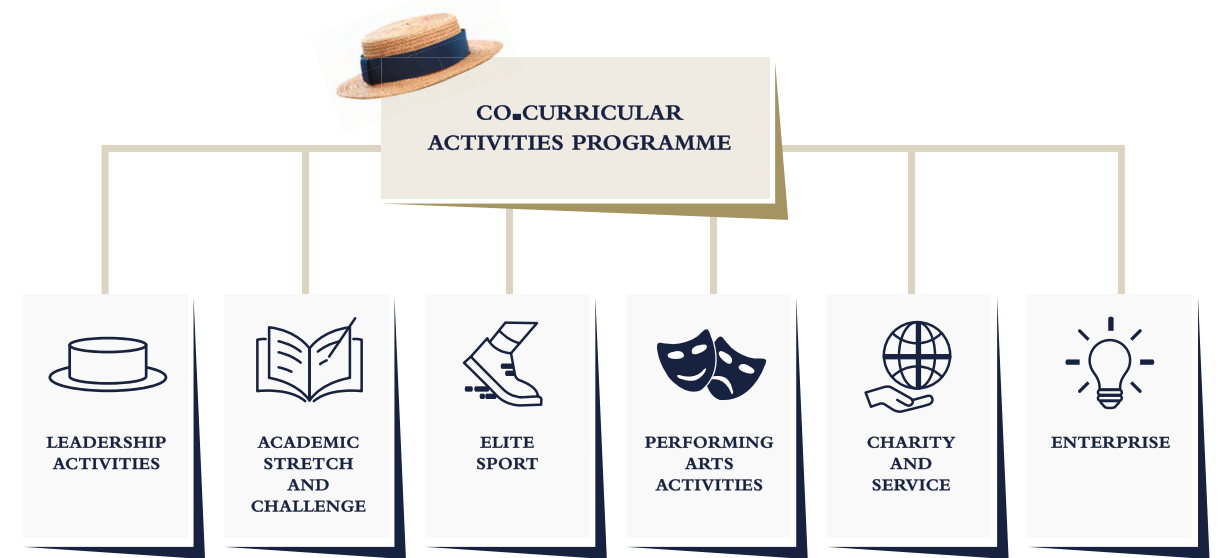 CO-CURRICULAR
ACTIVITIES PROGRAMME
LEADERSHIP
ACTIVITIES
ACADEMIC
STRETCH
AND
CHALLENGE
ELITE
SPORT
PERFORMING
ARTS
ACTIVITIES
CHARITY
AND
SERVICE
ENTERPRISE